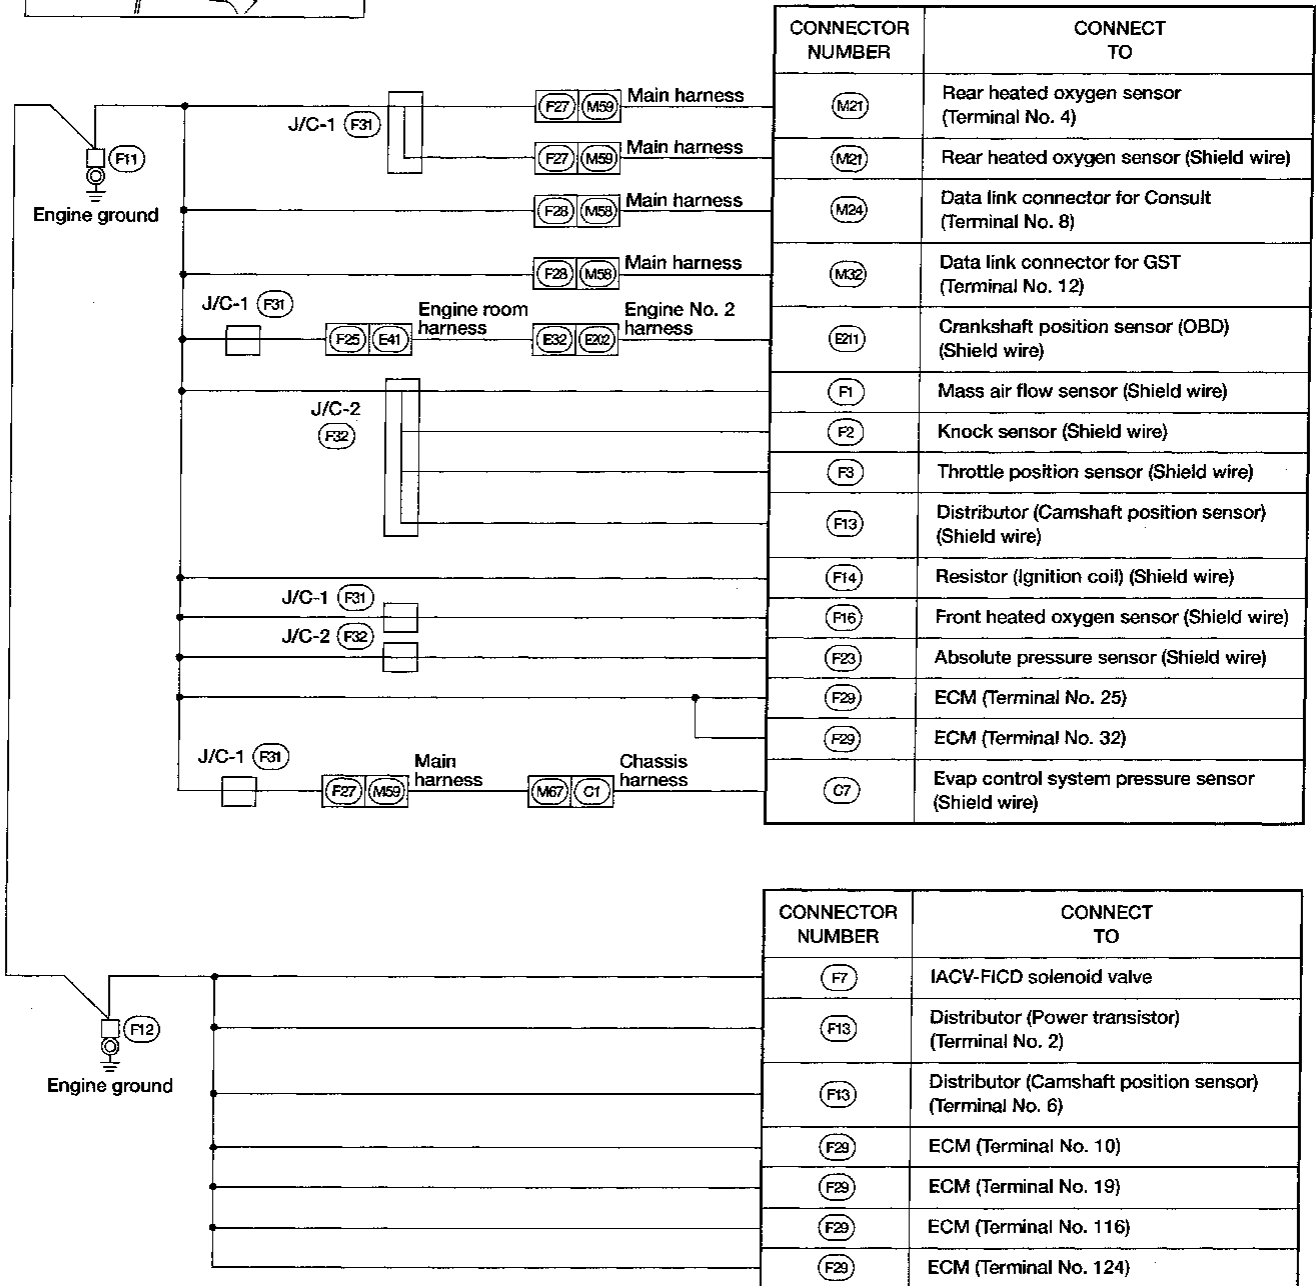 CONNECTOR NUMBER CONNECT TO
J/C-1 F31 F27 M59 Main harness M21 Rear heated oxygen sensor
(Terminal No. 4)
F11 F27 M59 Main harness M21 Rear heated oxygen sensor (Shield wire)
Engine ground F28 M58 Main harness M24 Data link connector for Consult
(Terminal No. 8)
F28 M58 Main harness M32 Data link connector for GST
(Terminal No. 12)
J/C-1 F31 F25 E41 Engine room harness E32 E202 Engine No. 2 harness E211 Crankshaft position sensor (OBD)
(Shield wire)
J/C-2 F32 F1 Mass air flow sensor (Shield wire)
F2 Knock sensor (Shield wire)
F3 Throttle position sensor (Shield wire)
F13 Distributor (Camshaft position sensor)
(Shield wire)
F14 Resistor (Ignition coil) (Shield wire)
J/C-1 F31 F16 Front heated oxygen sensor (Shield wire)
J/C-2 F32 F23 Absolute pressure sensor (Shield wire)
F29 ECM (Terminal No. 25)
F29 ECM (Terminal No. 32)
J/C-1 F31 F27 M59 Main harness M67 C1 Chassis harness C7 Evap control system pressure sensor
(Shield wire)
CONNECTOR NUMBER CONNECT TO
F7 IACV-FICD solenoid valve
F12 F13 Distributor (Power transistor)
(Terminal No. 2)
Engine ground F13 Distributor (Camshaft position sensor)
(Terminal No. 6)
F29 ECM (Terminal No. 10)
F29 ECM (Terminal No. 19)
F29 ECM (Terminal No. 116)
F29 ECM (Terminal No. 124)